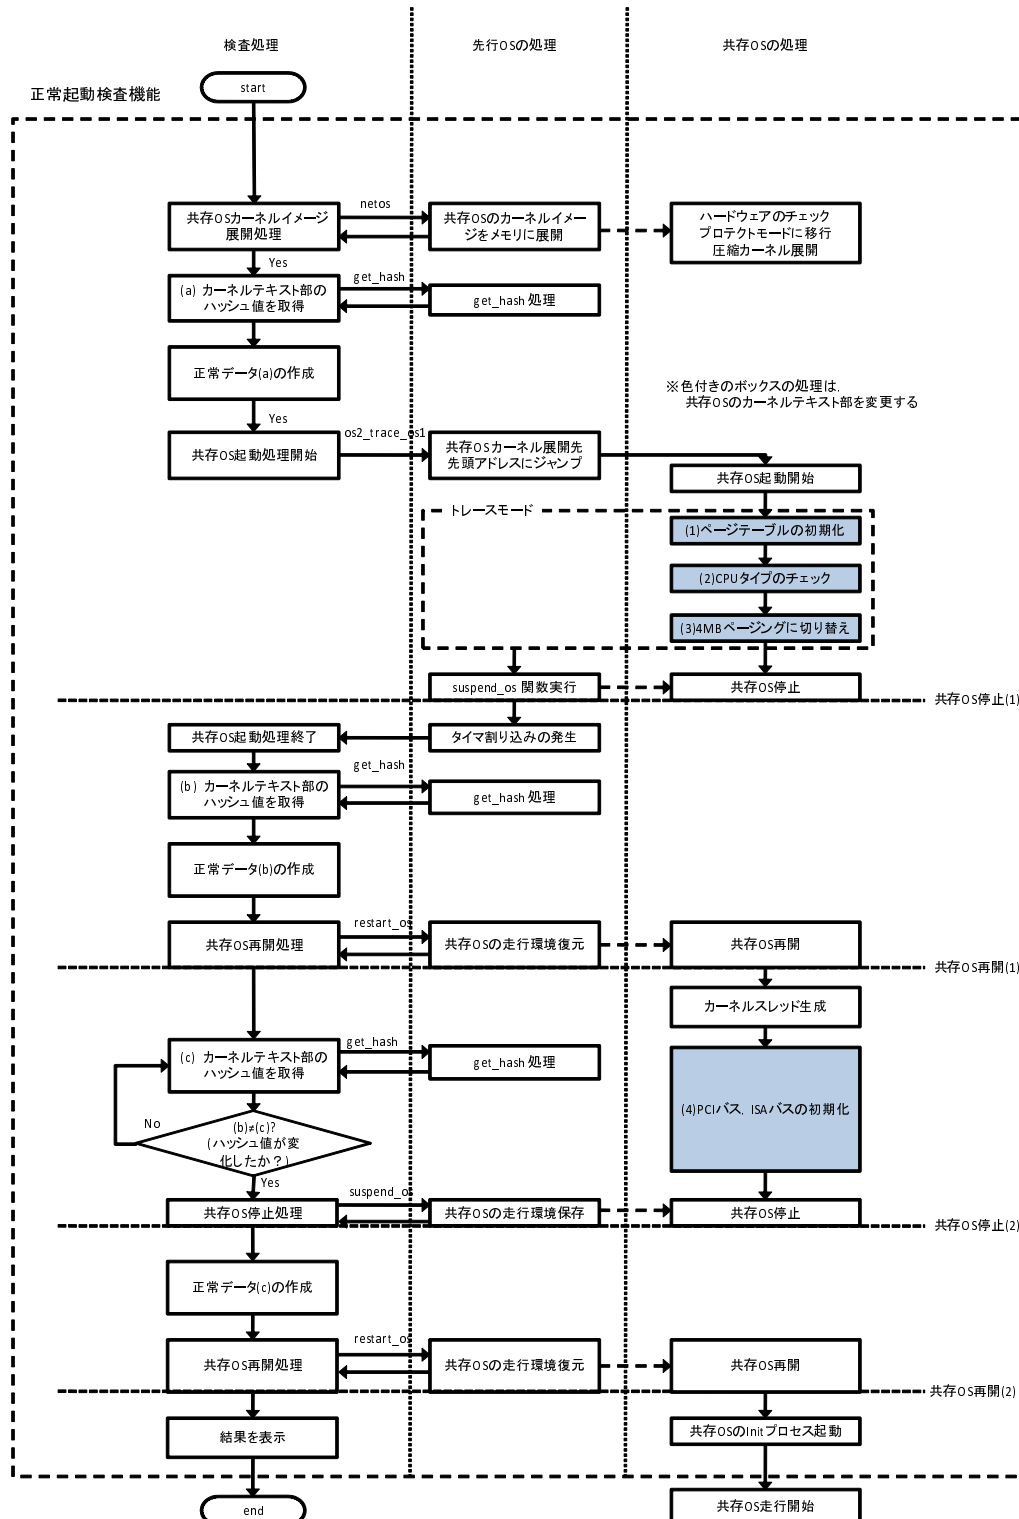 検査処理
先行OSの処理
共存OSの処理
正常起動検査機能
start
netos
共存OSカーネルイメージ
展開処理
共存OSのカーネルイメー
ジをメモリに展開
ハードウェアのチェック
プロテクトモードに移行
圧縮カーネル展開
Yes
get_hash
(a) カーネルテキスト部の
ハッシュ値を取得
get_hash 処理
正常データ(a)の作成
※色付きのボックスの処理は,
共存OSのカーネルテキスト部を変更する
Yes
os2_trace_os1
共存OS起動処理開始
共存OSカーネル展開先
先頭アドレスにジャンプ
共存OS起動開始
トレースモード
(1)ページテーブルの初期化
(2)CPUタイプのチェック
(3)4MBページングに切り替え
suspend_os 関数実行
共存OS停止
共存OS停止(1)
共存OS起動処理終了
タイマ割り込みの発生
get_hash
(b) カーネルテキスト部の
ハッシュ値を取得
get_hash 処理
正常データ(b)の作成
restart_os
共存OS再開処理
共存OSの走行環境復元
共存OS再開
共存OS再開(1)
カーネルスレッド生成
get_hash
(c) カーネルテキスト部の
ハッシュ値を取得
get_hash 処理
(4)PCIバス, ISAバスの初期化
No
(b)≠(c)?
(ハッシュ値が変
化したか？)
Yes
suspend_os
共存OS停止処理
共存OSの走行環境保存
共存OS停止
共存OS停止(2)
正常データ(c)の作成
restart_os
共存OS再開処理
共存OSの走行環境復元
共存OS再開
共存OS再開(2)
結果を表示
共存OSのInitプロセス起動
end
共存OS走行開始